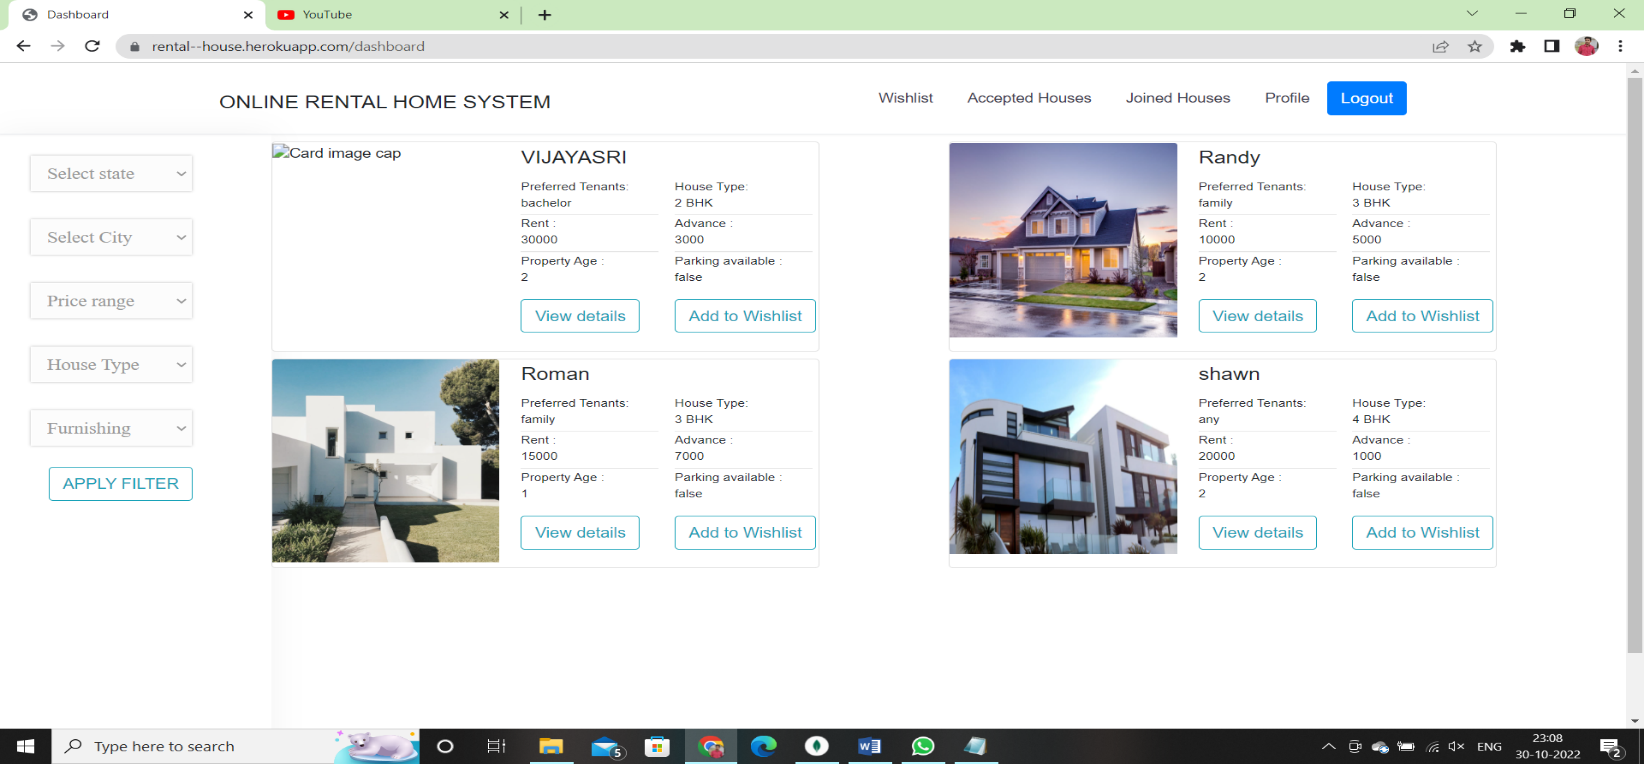 Dashboard
YouTube
rental--house.herokuapp.com/dashboard
ONLINE RENTAL HOME SYSTEM
Wishlist Accepted Houses Joined Houses Profile Logout
Select state
Select City
Price range
House Type
Furnishing
APPLY FILTER
Card image cap
VIJAYASRI
Preferred Tenants: House Type:
bachelor 2 BHK
Rent : Advance :
30000 3000
Property Age : Parking available :
2 false
View details Add to Wishlist
Randy
Preferred Tenants: House Type:
family 3 BHK
Rent : Advance :
10000 5000
Property Age : Parking available :
2 false
View details Add to Wishlist
Roman
Preferred Tenants: House Type:
family 3 BHK
Rent : Advance :
15000 7000
Property Age : Parking available :
1 false
View details Add to Wishlist
shawn
Preferred Tenants: House Type:
any 4 BHK
Rent : Advance :
20000 1000
Property Age : Parking available :
2 false
View details Add to Wishlist
Type here to search
5
W
ENG
23:08
30-10-2022
2